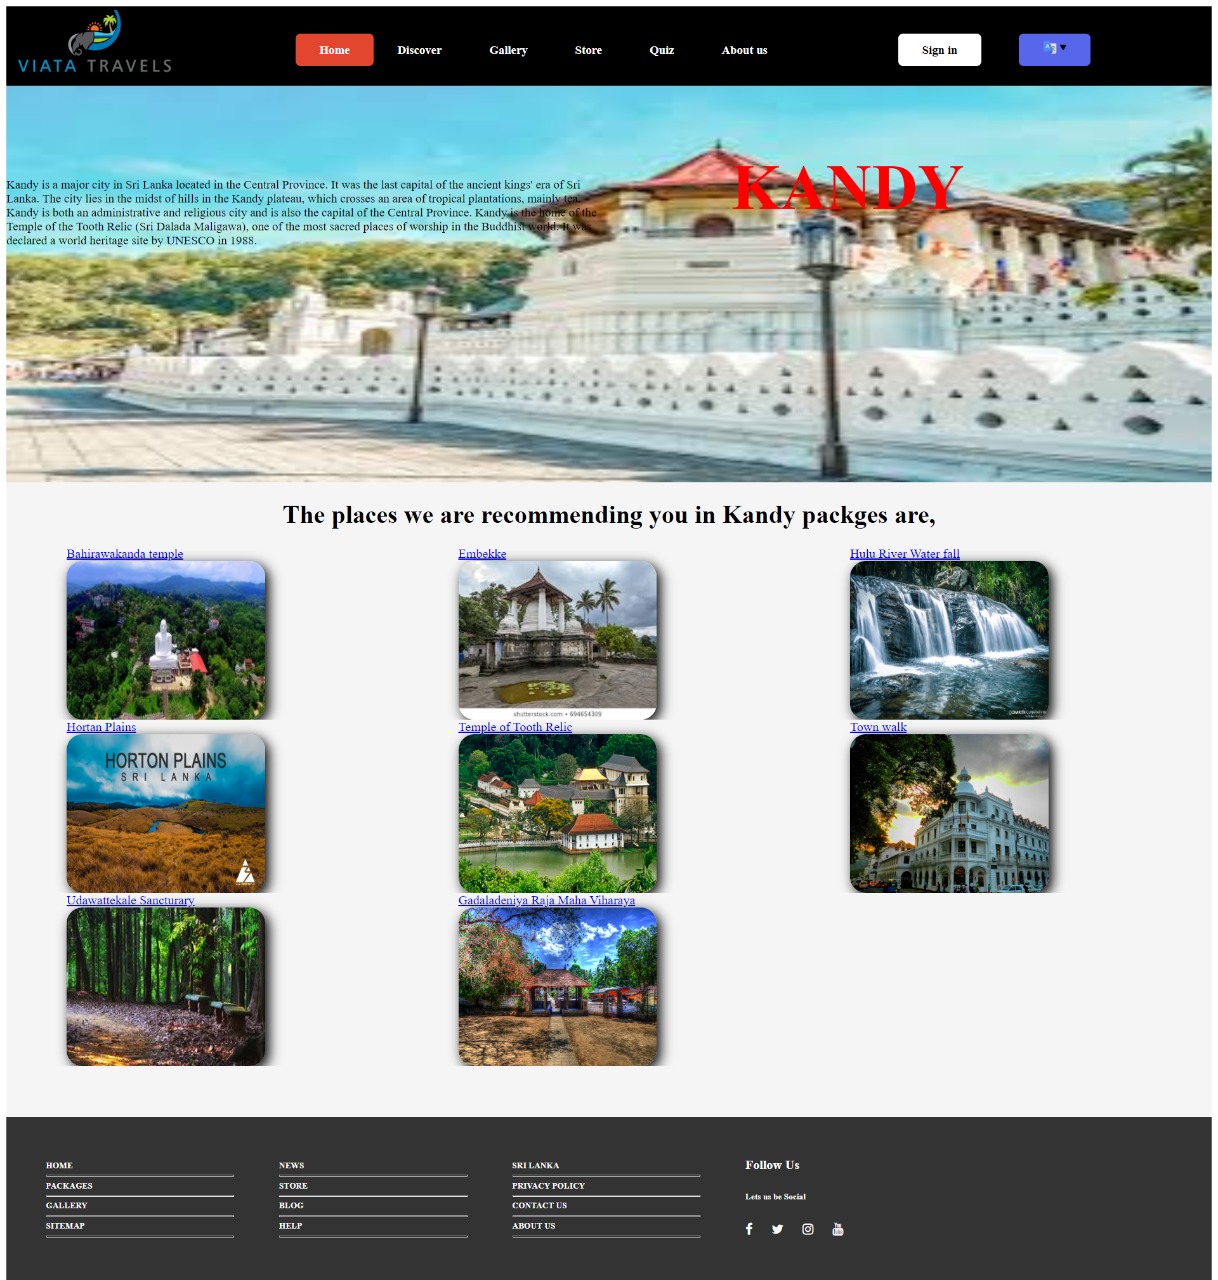 VIATA TRAVELS
Home
Discover
Gallery
Store
Quiz
About us
Sign in
KANDY
Kandy is a major city in Sri Lanka located in the Central Province. It was the last capital of the ancient kings' era of Sri
Lanka. The city lies in the midst of hills in the Kandy plateau, which crosses an area of tropical plantations, mainly tea.
Kandy is both an administrative and religious city and is also the capital of the Central Province. Kandy is the home of the
Temple of the Tooth Relic (Sri Dalada Maligawa), one of the most sacred places of worship in the Buddhist world. It was
declared a world heritage site by UNESCO in 1988.
The places we are recommending you in Kandy packges are,
Bahirawakanda temple
Embekke
Hulu River Water fall
shutterstock.com • 694654309
Hortan Plains
Temple of Tooth Relic
Town walk
HORTON PLAINS
SRI LANKA
Udawattekale Sancturary
Gadaladeniya Raja Maha Viharaya
HOME
NEWS
SRI LANKA
Follow Us
PACKAGES
STORE
PRIVACY POLICY
Lets us be Social
GALLERY
BLOG
CONTACT US
SITEMAP
HELP
ABOUT US